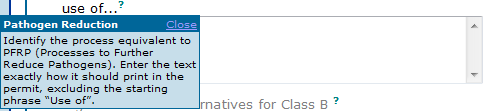 use of...?
Pathogen Reduction Close
Identify the process equivalent to
PFRP (Processes to Further
Reduce Pathogens). Enter the text
exactly how it should print in the
permit, excluding the starting
phrase “Use of”.
rnatives for Class B ?